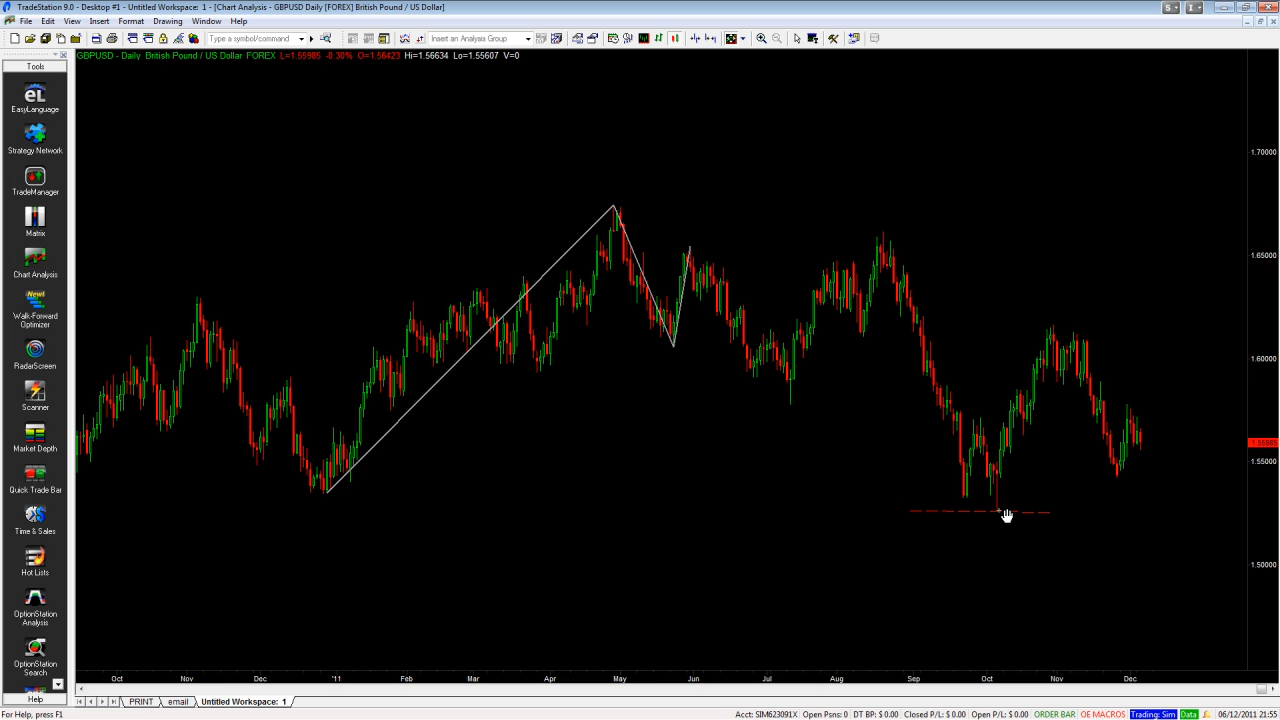 TradeStation 9.0 - Desktop #1 - Untitled Workspace: 1 - [Chart Analysis - GBPUSD Daily [FOREX] British Pound / US Dollar]
File Edit View Insert Format Drawing Window Help
Type a symbol/command
Insert an Analysis Group
Tools
GBPUSD - Daily British Pound / US Dollar FOREX L=1.55985 -0.30% O=1.56423 Hi=1.56634 Lo=1.55607 V=0
EasyLanguage
Strategy Network
TradeManager
Matrix
Chart Analysis
New!
Walk-Forward
Optimizer
RadarScreen
Scanner
Market Depth
Quick Trade Bar
Time & Sales
Hot Lists
OptionStation
Analysis
OptionStation
Search
Help
1.70000
1.65000
1.60000
1.55985
1.55000
1.50000
Oct Nov Dec '11 Feb Mar Apr May Jun Jul Aug Sep Oct Nov Dec
PRINT email Untitled Workspace: 1
For Help, press F1
Acct: SIM623091X Open Psns: 0 DT BP: $ 0.00 Closed P/L: $ 0.00 Open P/L: $ 0.00 ORDER BAR OE MACROS Trading: Sim Data 06/12/2011 21:55